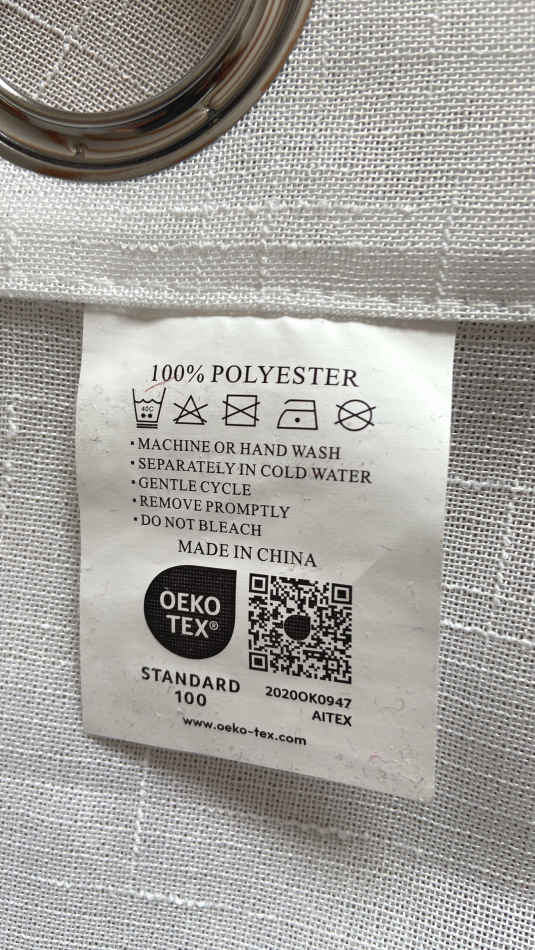 100% POLYESTER
40C
• MACHINE OR HAND WASH
• SEPARATELY IN COLD WATER
• GENTLE CYCLE
• REMOVE PROMPTLY
• DO NOT BLEACH
MADE IN CHINA
OEKO
TEX®
STANDARD
100
2020OK0947
AITEX
www.oeko-tex.com